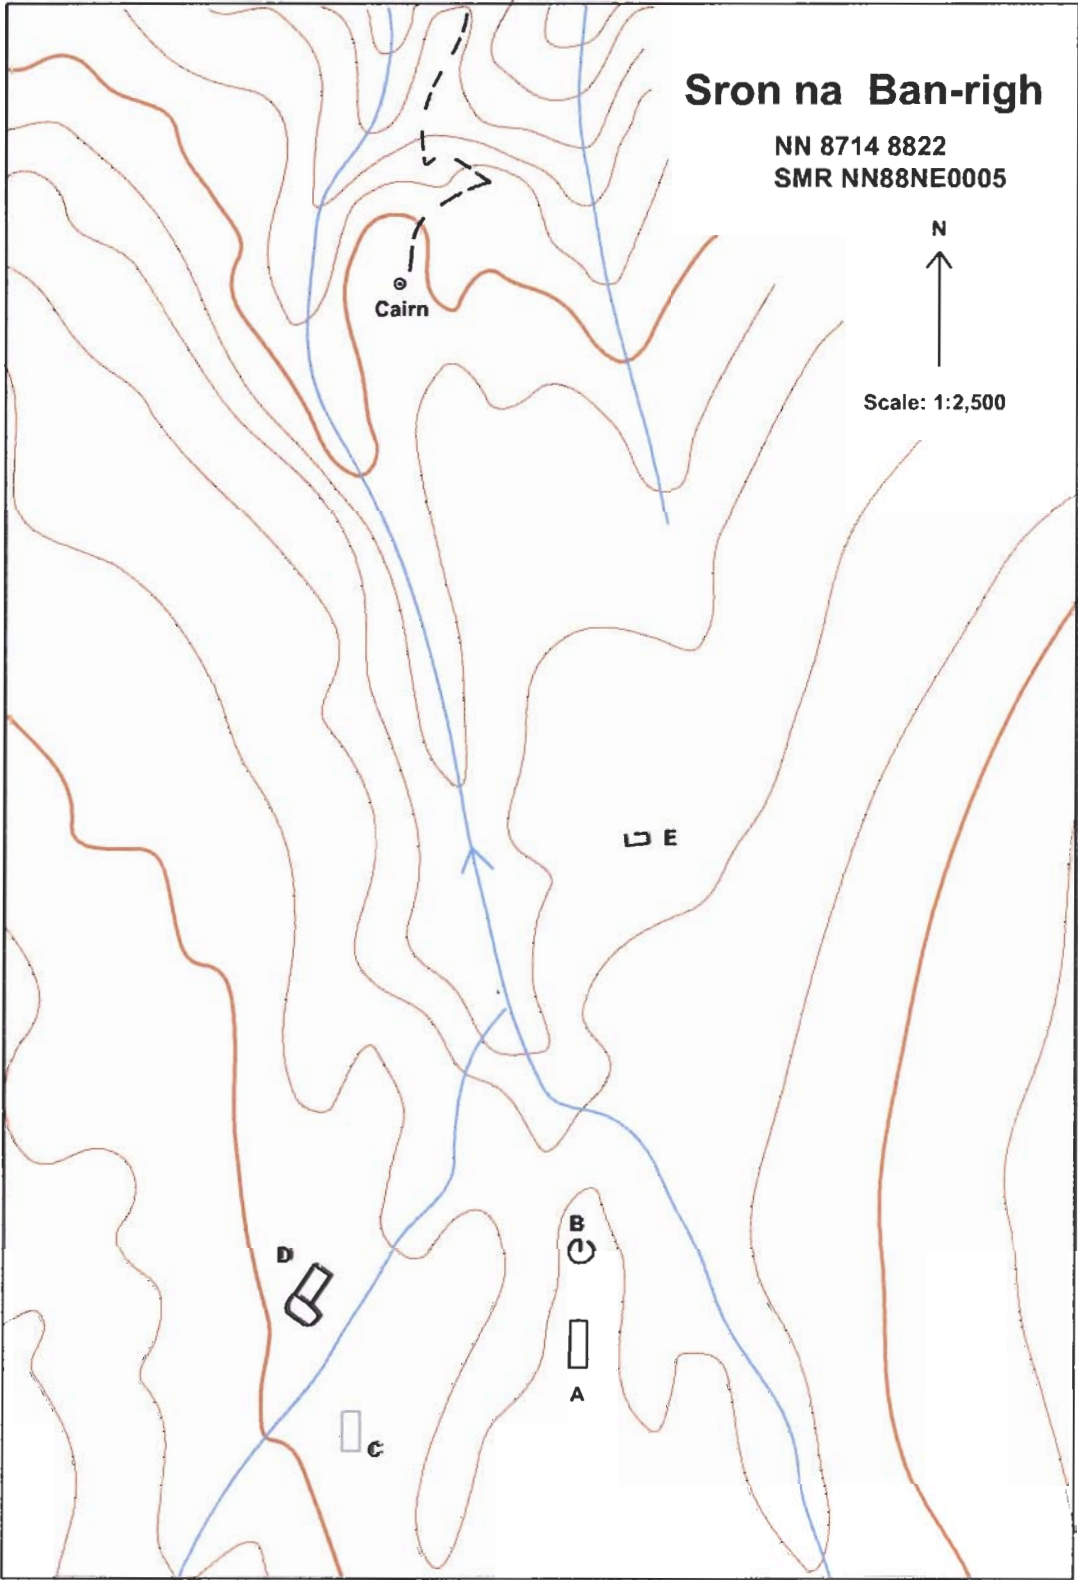 Sron na Ban-righ
NN 8714 8822
SMR NN88NE0005
N
Scale: 1:2,500
Cairn
E
B
D
A
C